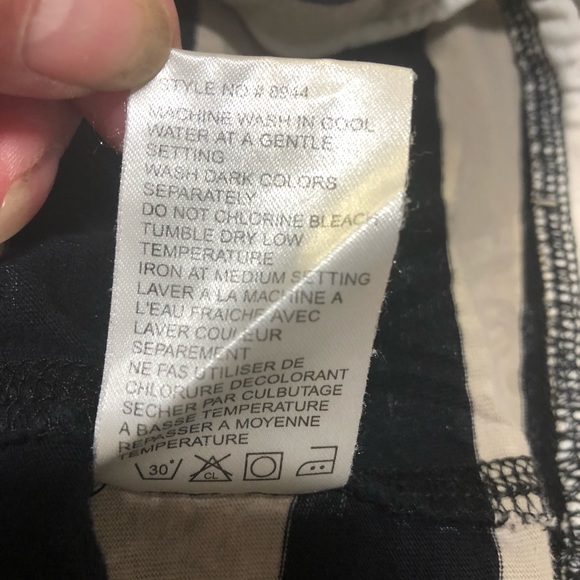 STYLE NO # 8944
MACHINE WASH IN COOL
WATER AT A GENTLE
SETTING
WASH DARK COLORS
SEPARATELY
DO NOT CHLORINE BLEACH
TUMBLE DRY LOW
TEMPERATURE
IRON AT MEDIUM SETTING
LAVER A LA MACHINE A
L'EAU FRAICHE AVEC
LAVER COULEUR
SEPAREMENT
NE PAS UTILISER DE
CHLORURE DECOLORANT
SECHER PAR CULBUTAGE
A BASSE TEMPERATURE
REPASSER A MOYENNE
TEMPERATURE
30° CL